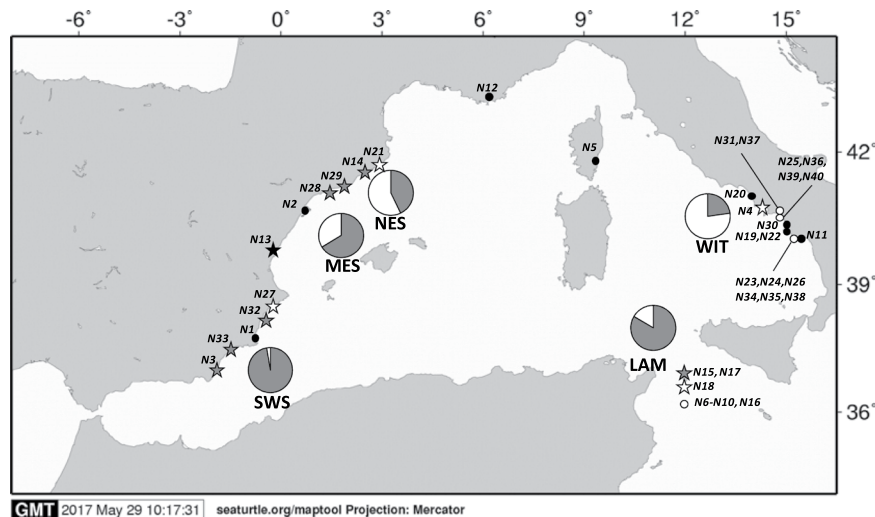 -6° -3° 0° 3° 6° 9° 12° 15°
N12
N31,N37
42°
N21
N14
N5
N25,N36,
N39,N40
N29
N28
N20
N2
NES
N4
N30
WIT
N19,N22
N11
N13
MES
N23,N24,N26
N34,N35,N38
39°
N27
N32
N1
N33
N3
LAM
SWS
N15,N17
N18
N6-N10,N16
36°
GMT 2017 May 29 10:17:31 seaturtle.org/maptool Projection: Mercator